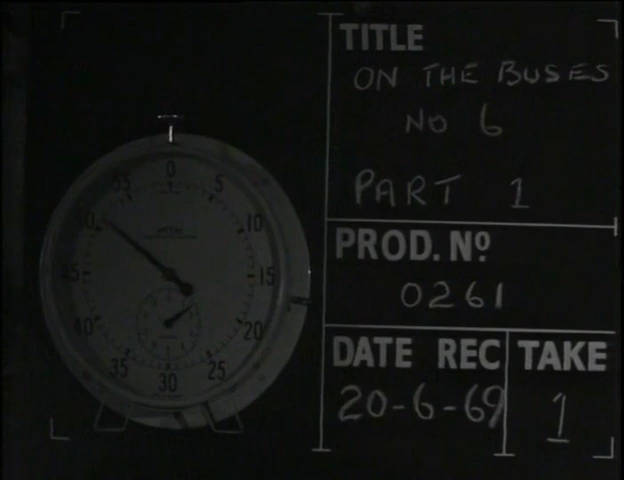 TITLE
ON THE BUSES
NO 6
PART 1
PROD. Nº
0261
DATE REC
20-6-69
TAKE
1
0
5
10
15
20
25
30
35
40
45
55